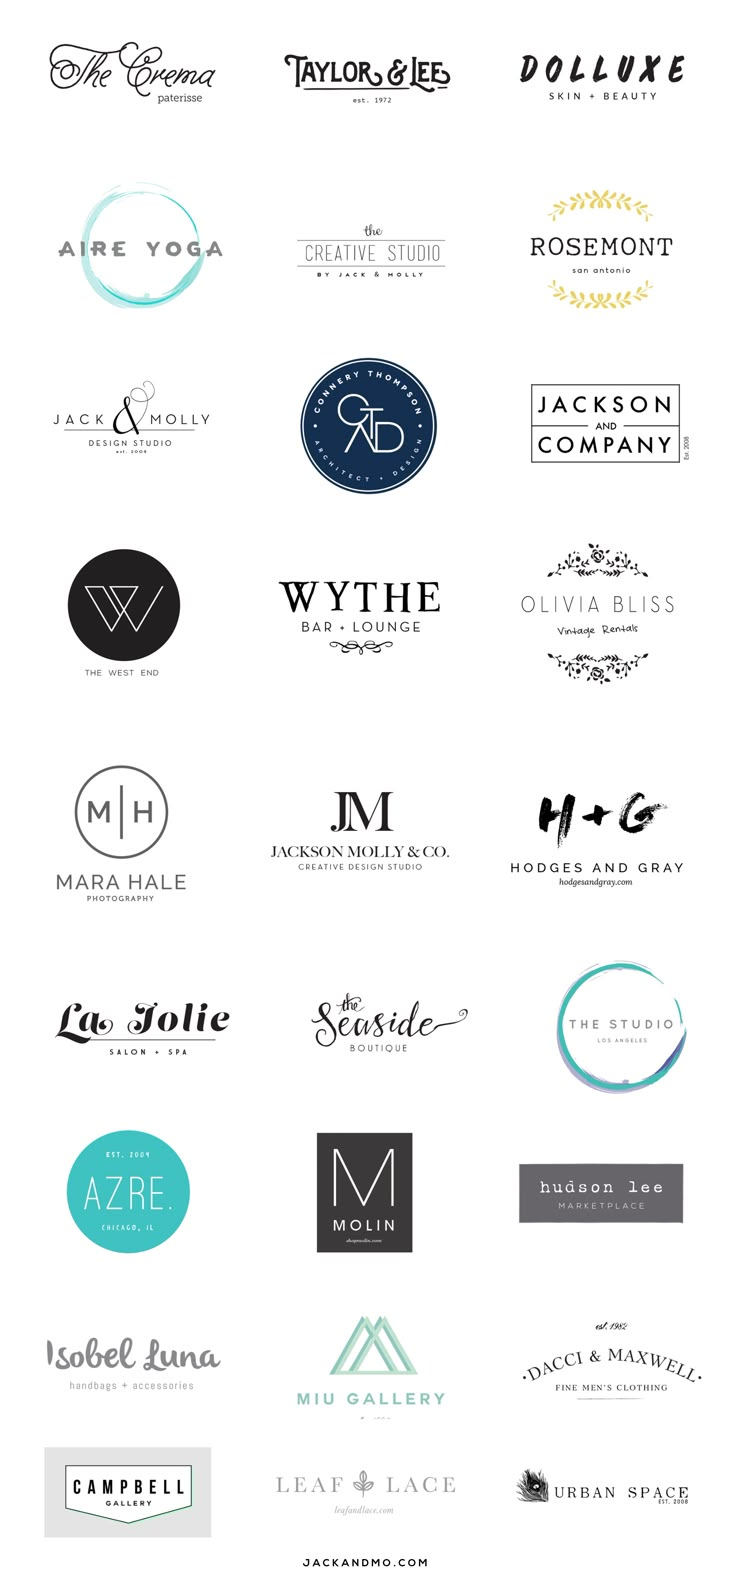 The Crema
paterisse
TAYLOR & LEE
est. 1972
DOLLUXE
SKIN + BEAUTY
AIRE YOGA
the
CREATIVE STUDIO
BY JACK & MOLLY
ROSEMONT
san antonio
JACK & MOLLY
DESIGN STUDIO
est. 2008
CONNERY THOMPSON
CTAD
ARCHITECT + DESIGN
JACKSON
AND
COMPANY
Est. 2008
W
THE WEST END
WYTHE
BAR + LOUNGE
OLIVIA BLISS
Vintage Rentals
M|H
MARA HALE
PHOTOGRAPHY
JM
JACKSON MOLLY & CO.
CREATIVE DESIGN STUDIO
H+G
HODGES AND GRAY
hodgesandgray.com
La Jolie
SALON + SPA
the
Seaside
BOUTIQUE
THE STUDIO
LOS ANGELES
EST. 2009
AZRE.
CHICAGO, IL
M
MOLIN
shopmolin.com
hudson lee
MARKETPLACE
Isobel Luna
handbags + accessories
MIU GALLERY
est. 1982
·DACCI & MAXWELL·
FINE MEN'S CLOTHING
CAMPBELL
GALLERY
LEAF LACE
leafandlace.com
URBAN SPACE
EST. 2008
JACKANDMO.COM